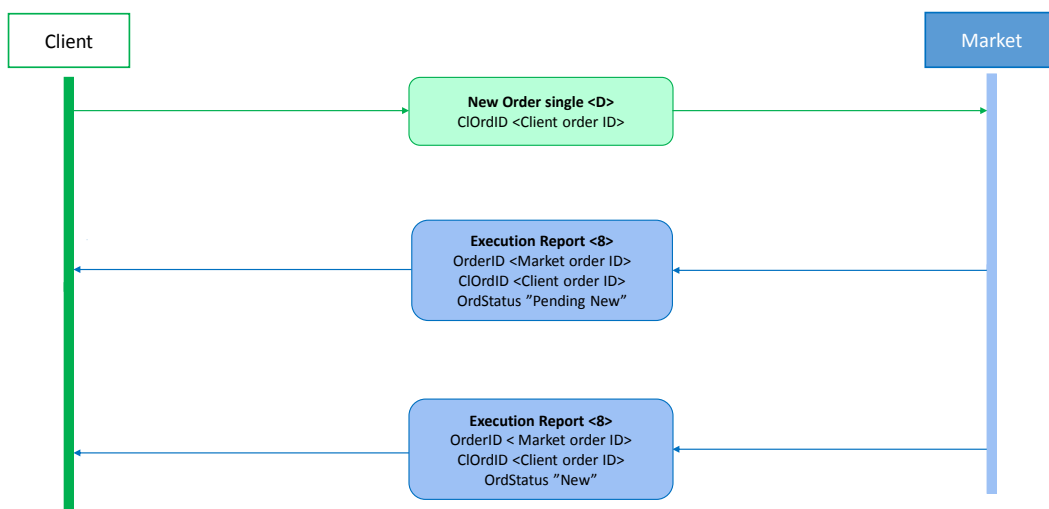 Client
Market
New Order single <D>
ClOrdID <Client order ID>
Execution Report <8>
OrderID <Market order ID>
ClOrdID <Client order ID>
OrdStatus ”Pending New”
Execution Report <8>
OrderID < Market order ID>
ClOrdID <Client order ID>
OrdStatus ”New”